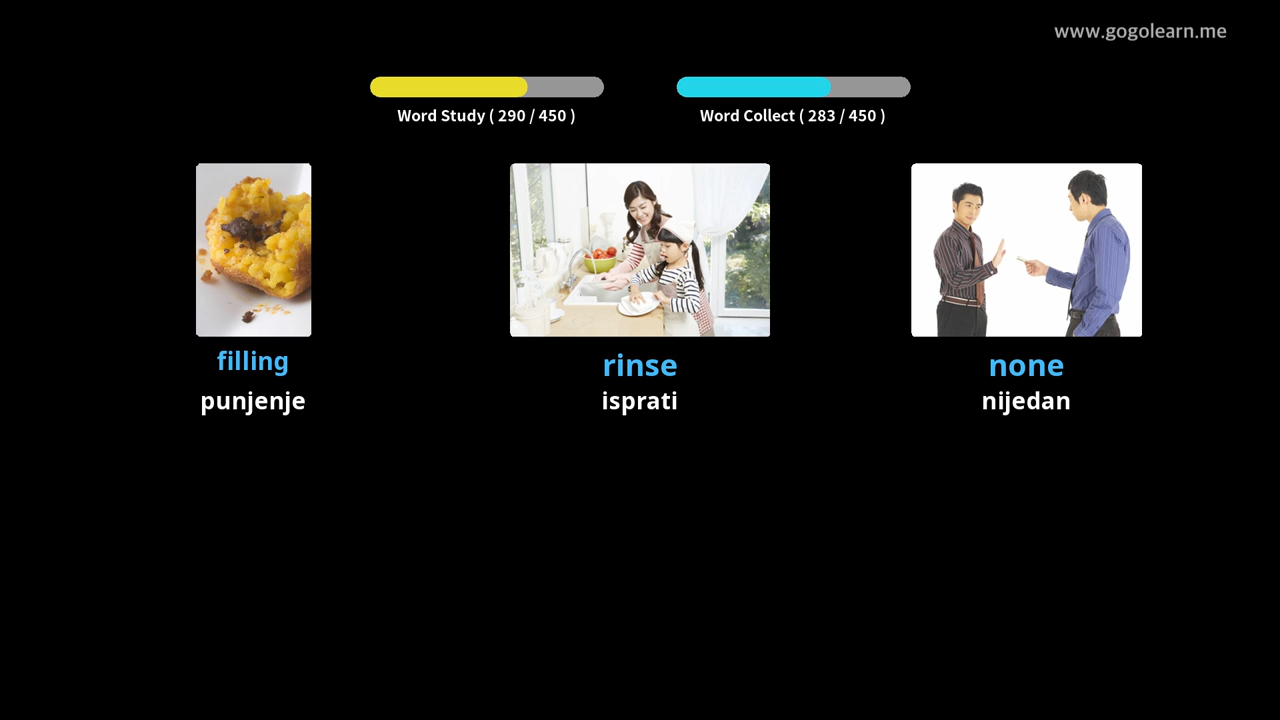 www.gogolearn.me
Word Study ( 290 / 450 )
Word Collect ( 283 / 450 )
filling
punjenje
rinse
isprati
none
nijedan